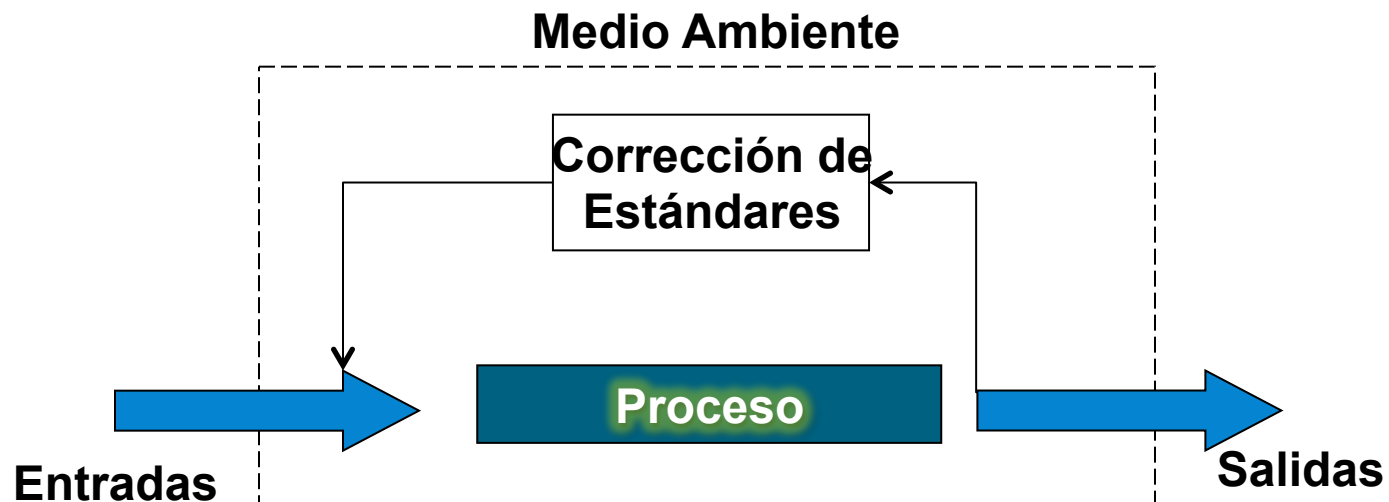 Medio Ambiente
Corrección de
Estándares
Proceso
Entradas
Salidas